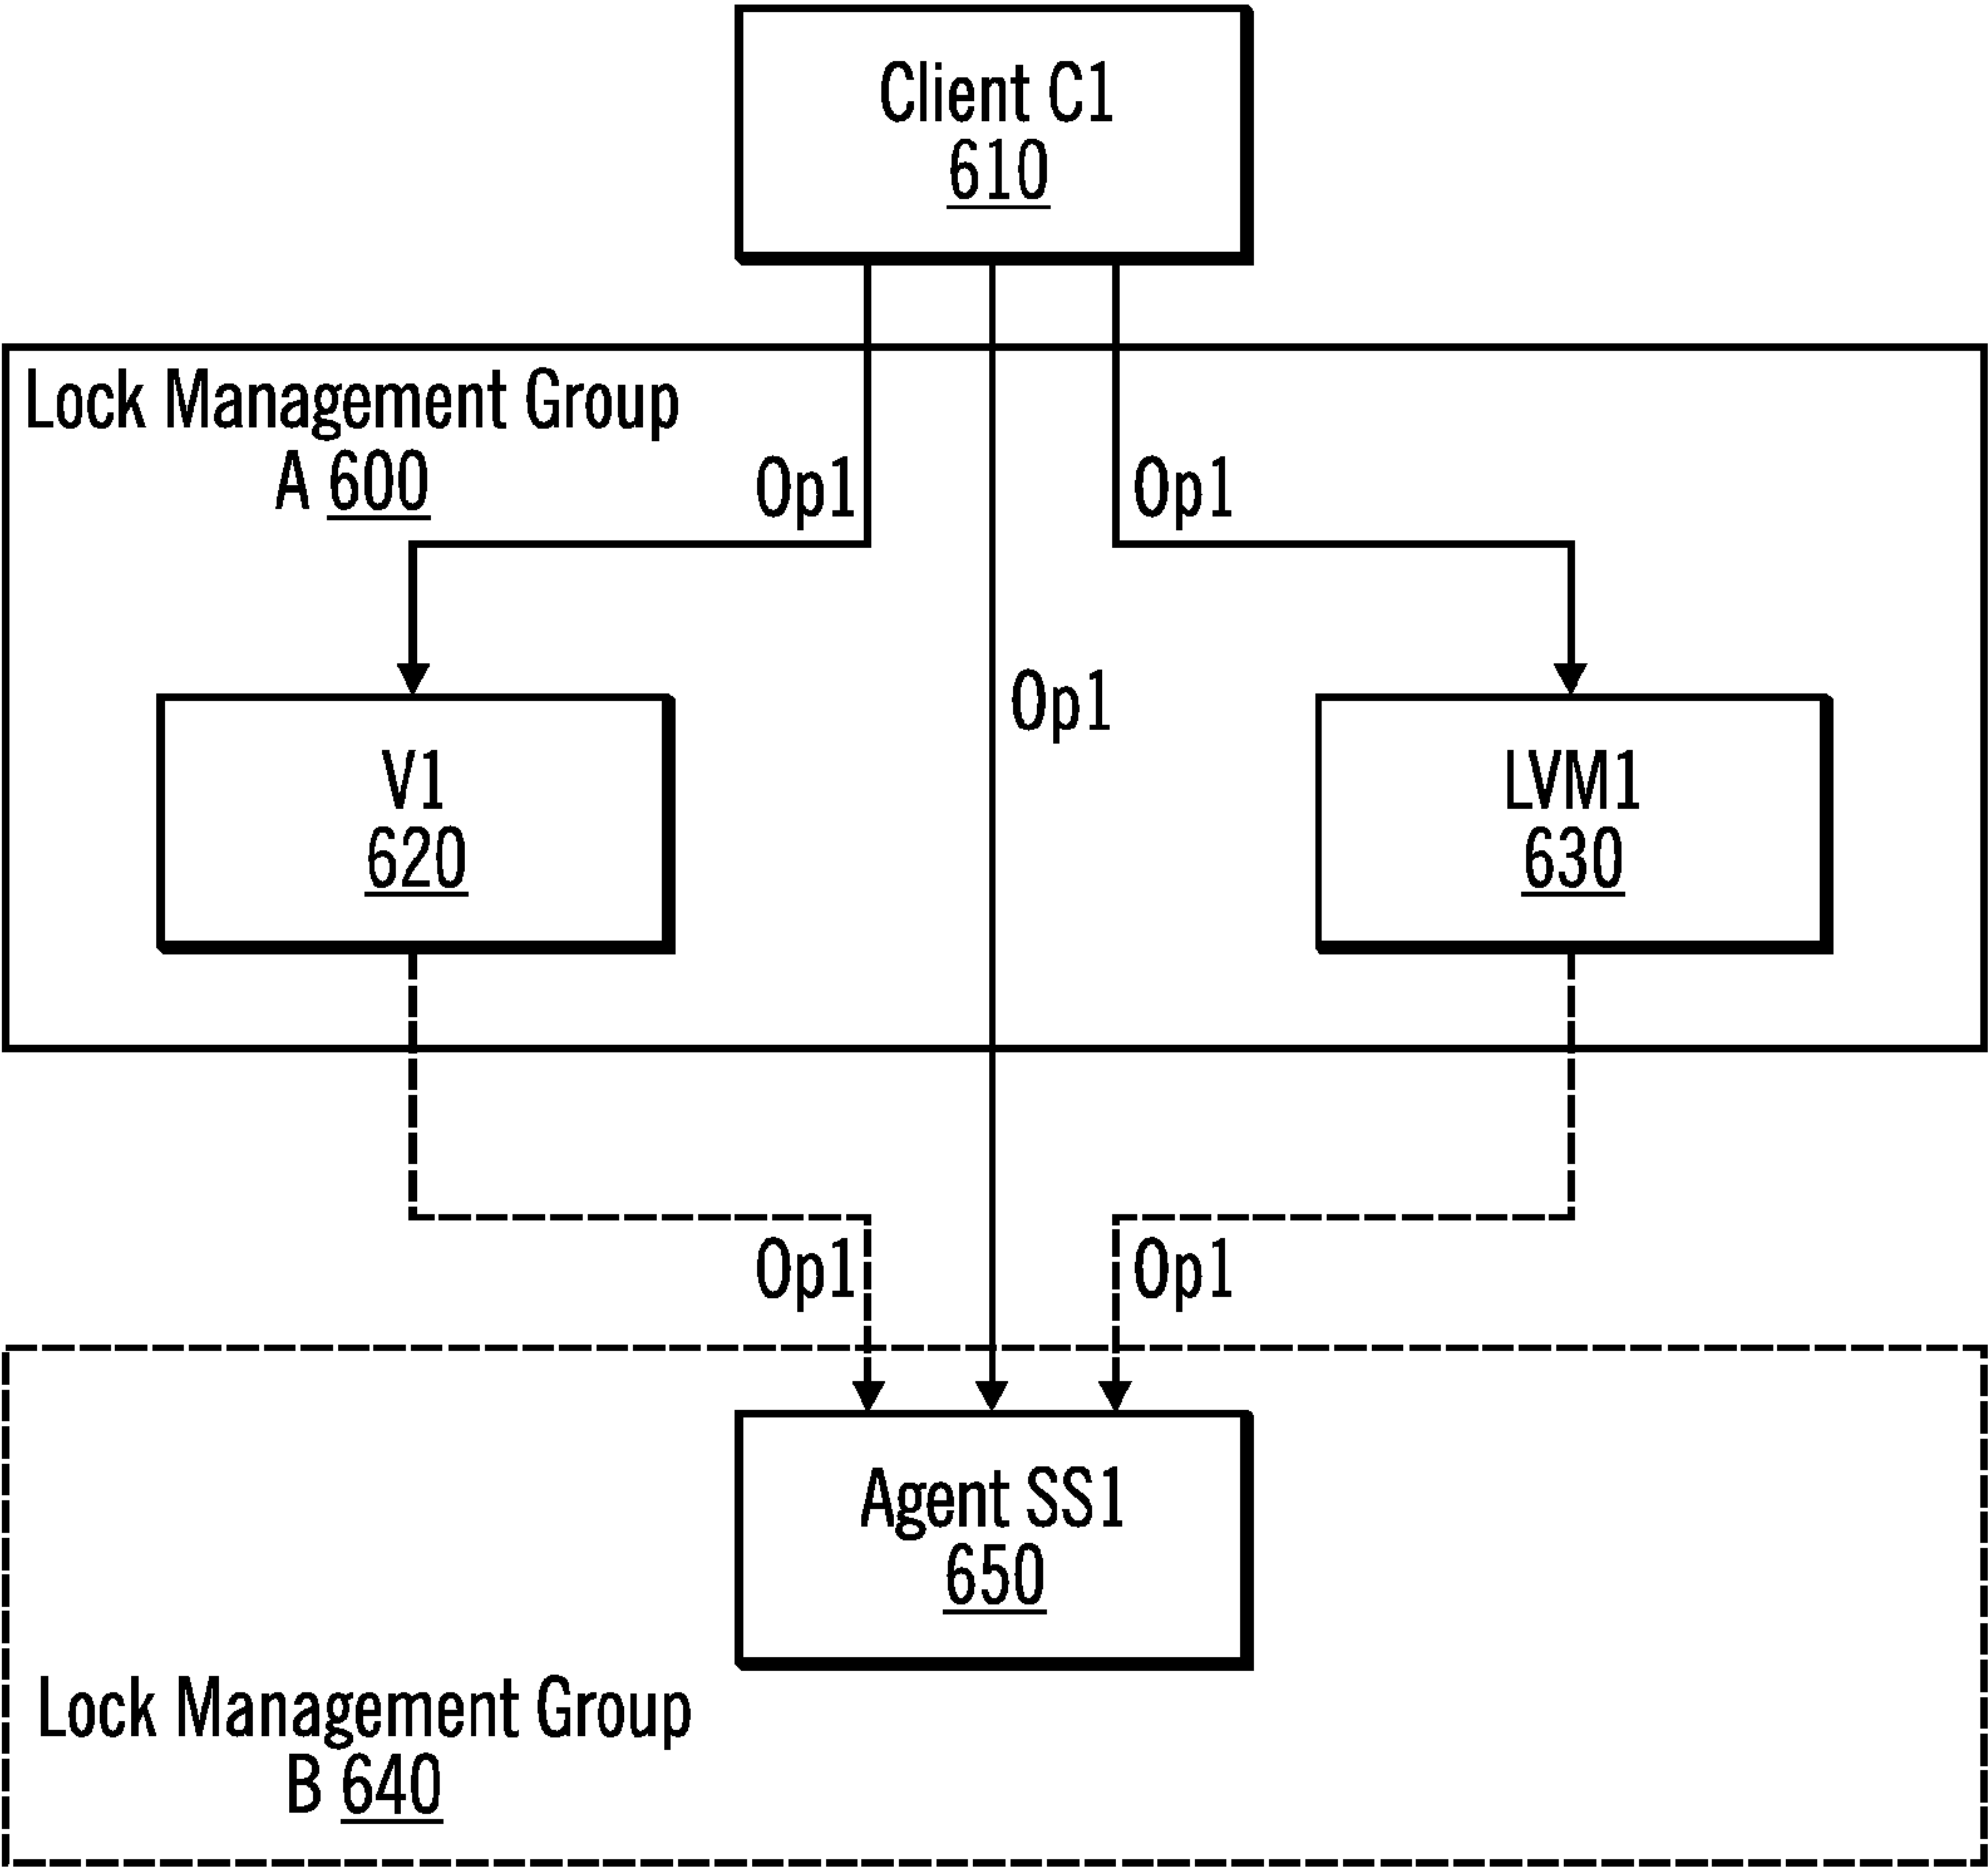 Client C1
610
Lock Management Group
A 600
Op1
Op1
Op1
V1
620
LVM1
630
Op1
Op1
Agent SS1
650
Lock Management Group
B 640